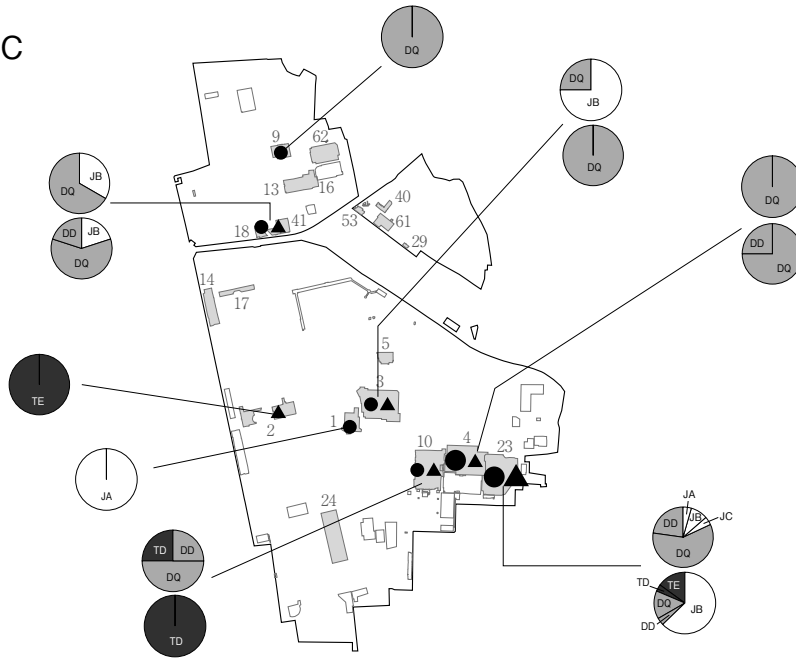 C
DQ
DQ
JB
DQ
9
62
13
16
JB
DQ
DD
JB
DQ
18
41
40
53
61
29
DQ
DD
DQ
14
17
5
3
TE
2
1
JA
10
4
23
24
TD
DD
DQ
TD
JA
DD
JB
JC
DQ
TD
TE
DQ
JB
DD